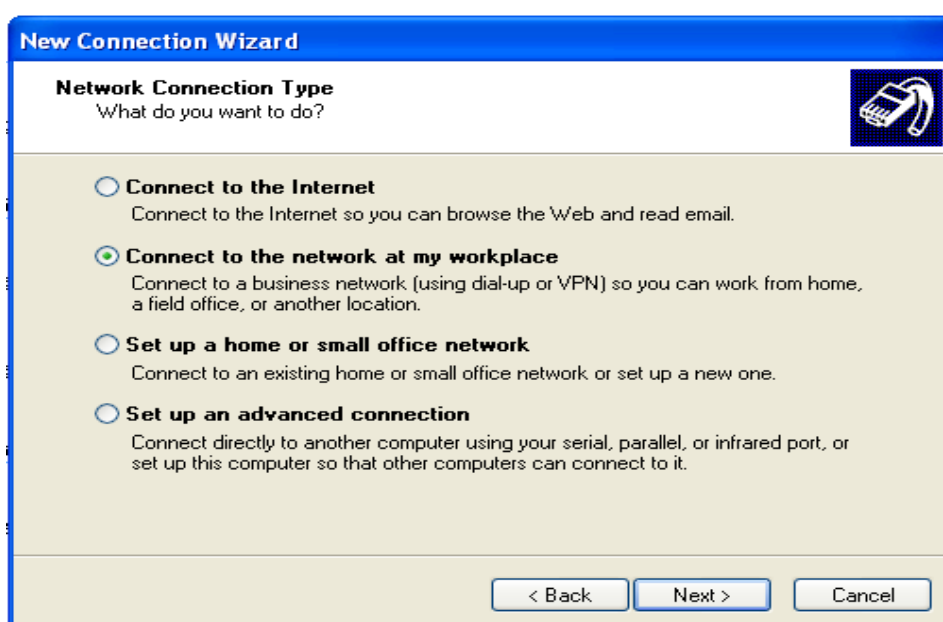 New Connection Wizard
Network Connection Type
What do you want to do?
Connect to the Internet
Connect to the Internet so you can browse the Web and read email.
Connect to the network at my workplace
Connect to a business network (using dial-up or VPN) so you can work from home,
a field office, or another location.
Set up a home or small office network
Connect to an existing home or small office network or set up a new one.
Set up an advanced connection
Connect directly to another computer using your serial, parallel, or infrared port, or
set up this computer so that other computers can connect to it.
< Back Next > Cancel